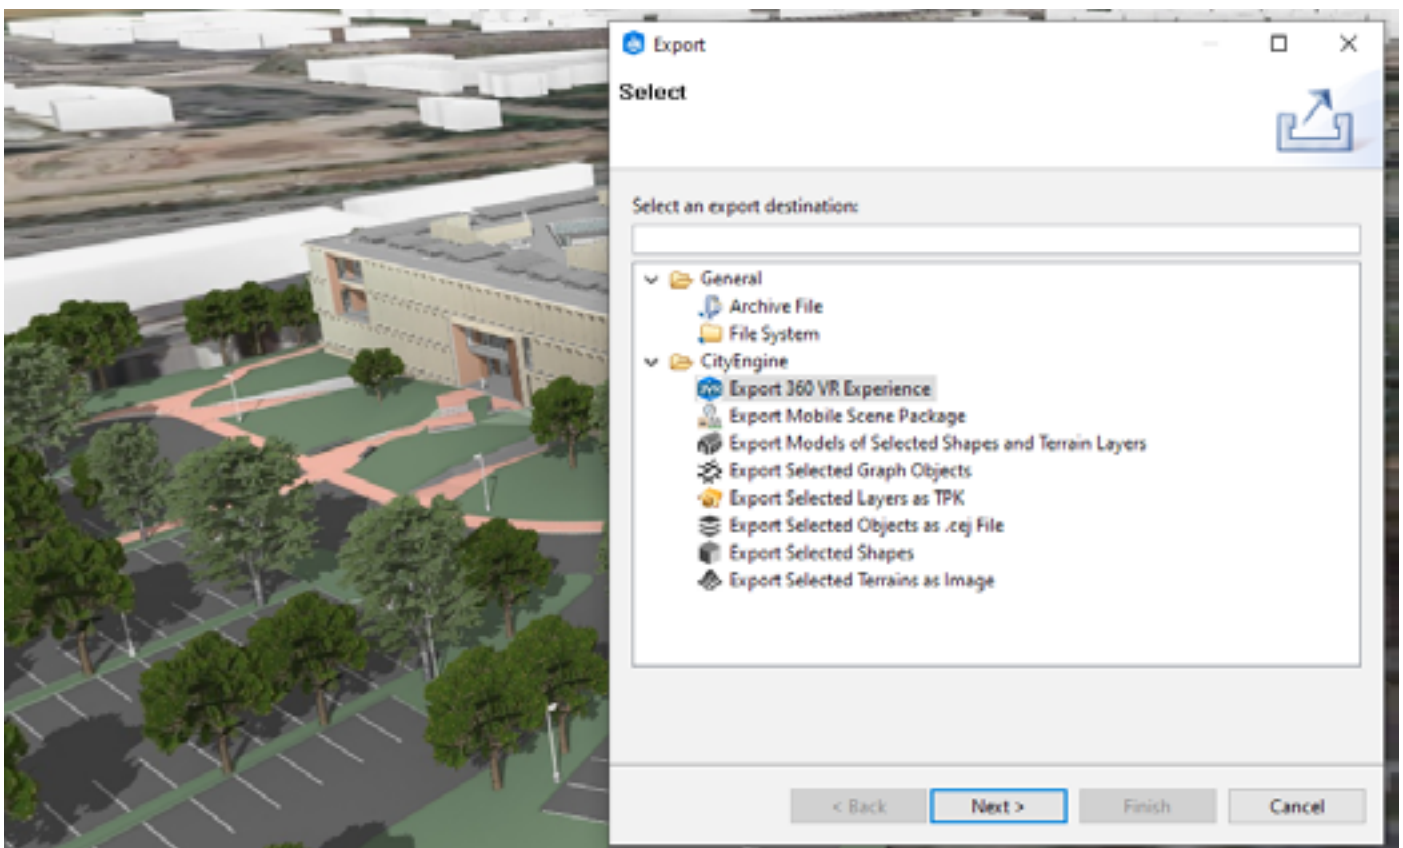 Export
Select
Select an export destination:
General
Archive File
File System
CityEngine
Export 360 VR Experience
Export Mobile Scene Package
Export Models of Selected Shapes and Terrain Layers
Export Selected Graph Objects
Export Selected Layers as TPK
Export Selected Objects as .cej File
Export Selected Shapes
Export Selected Terrains as Image
< Back Next > Finish Cancel